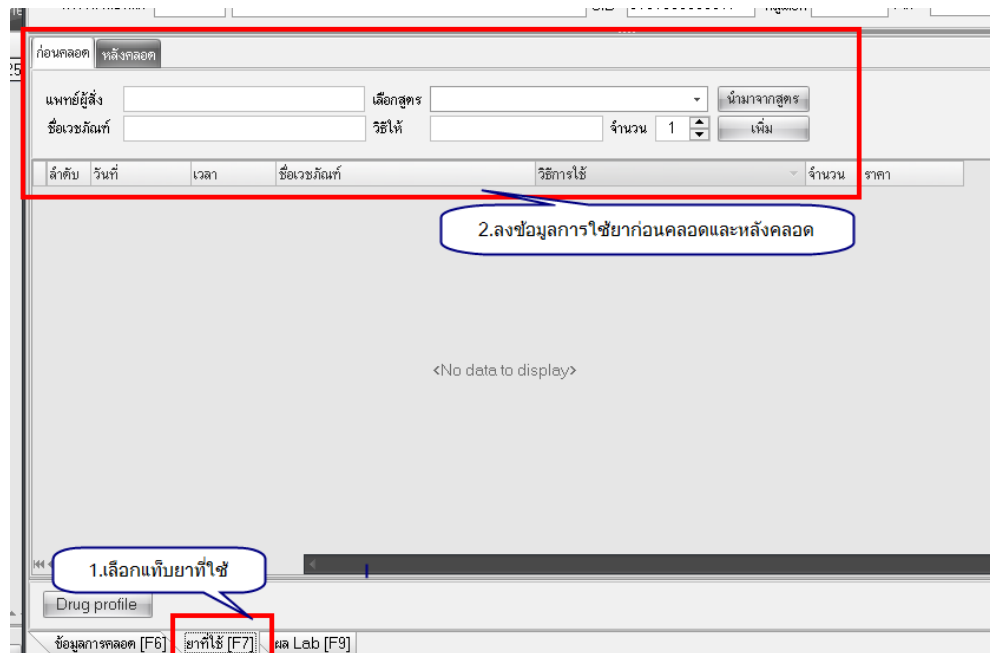 ก่อนคลอด หลังคลอด
แพทย์ผู้สั่ง เลือกสูตร นำมาจากสูตร
ชื่อเวชภัณฑ์ วิธีให้ จำนวน 1 เพิ่ม
ลำดับ วันที่ เวลา ชื่อเวชภัณฑ์ วิธีการใช้ จำนวน ราคา
2.ลงข้อมูลการใช้ยาก่อนคลอดและหลังคลอด
<No data to display>
1.เลือกแท็บยาที่ใช้
Drug profile
ข้อมูลการคลอด [F6] ยาที่ใช้ [F7] ผล Lab [F9]